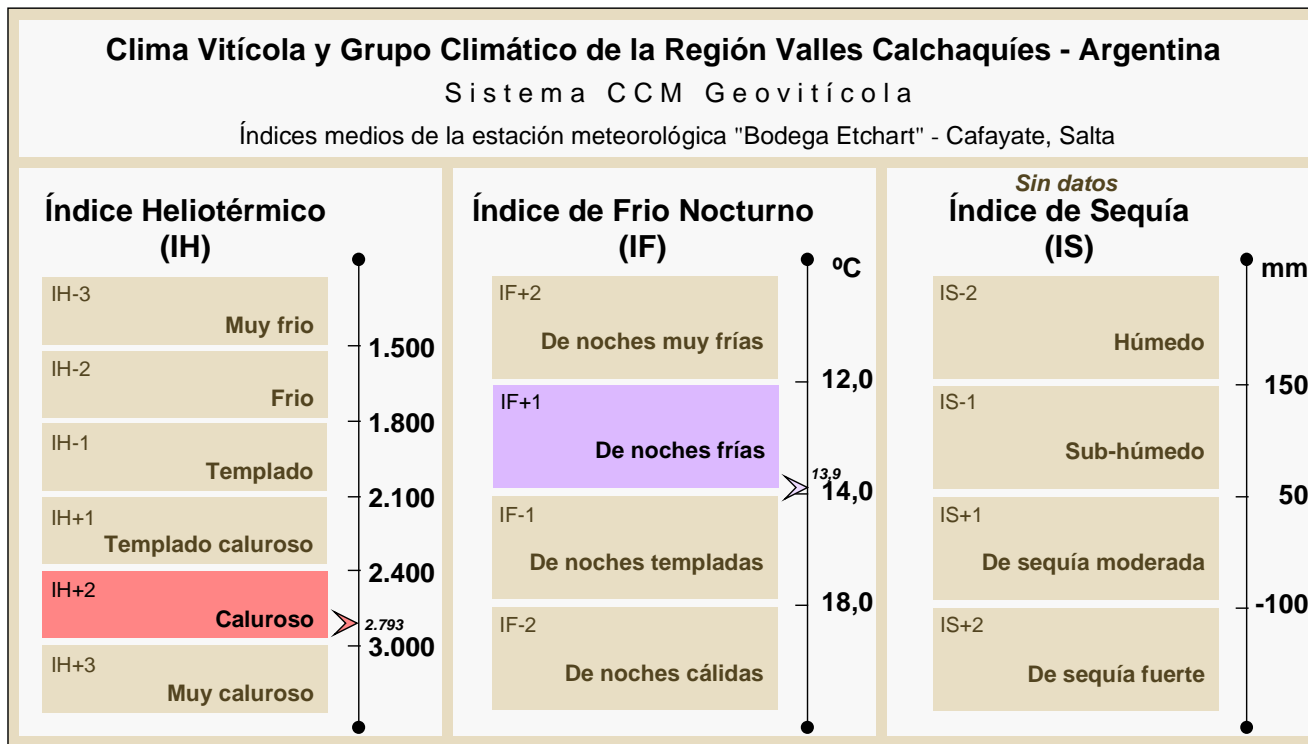 Clima Vitícola y Grupo Climático de la Región Valles Calchaquíes - Argentina
Sistema CCM Geovitícola
Índices medios de la estación meteorológica "Bodega Etchart" - Cafayate, Salta
Índice Heliotérmico
(IH)
IH-3
Muy frio
1.500
IH-2
Frio
1.800
IH-1
Templado
2.100
IH+1
Templado caluroso
2.400
IH+2
Caluroso
2.793
3.000
IH+3
Muy caluroso
Índice de Frio Nocturno
(IF)
ºC
IF+2
De noches muy frías
12,0
IF+1
De noches frías
13,9
14,0
IF-1
De noches templadas
18,0
IF-2
De noches cálidas
Sin datos
Índice de Sequía
(IS)
mm
IS-2
Húmedo
150
IS-1
Sub-húmedo
50
IS+1
De sequía moderada
-100
IS+2
De sequía fuerte